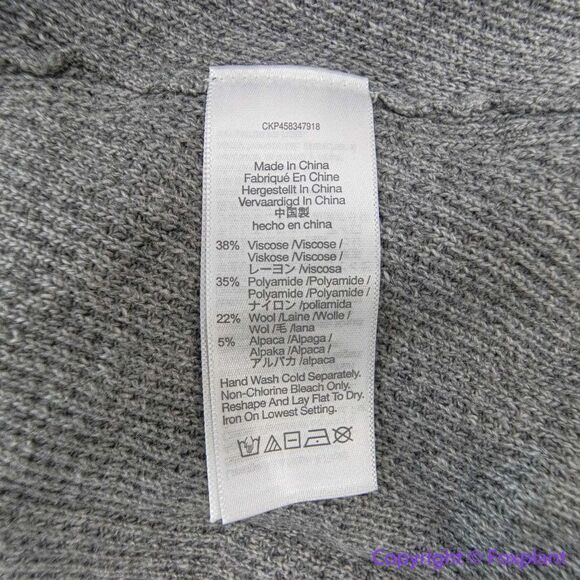 CKP458347918
Made In China
Fabriqué En Chine
Hergestellt In China
Vervaardigd In China
中国製
hecho en china
38% Viscose /Viscose /
Viskose /Viscose /
レーヨン /viscosa
35% Polyamide /Polyamide /
Polyamide /Polyamide /
ナイロン /poliamida
22% Wool /Laine /Wolle /
Wol /毛 /lana
5% Alpaca /Alpaga /
Alpaka /Alpaca /
アルパカ /alpaca
Hand Wash Cold Separately.
Non-Chlorine Bleach Only.
Reshape And Lay Flat To Dry.
Iron On Lowest Setting.
Copyright © Foxplant